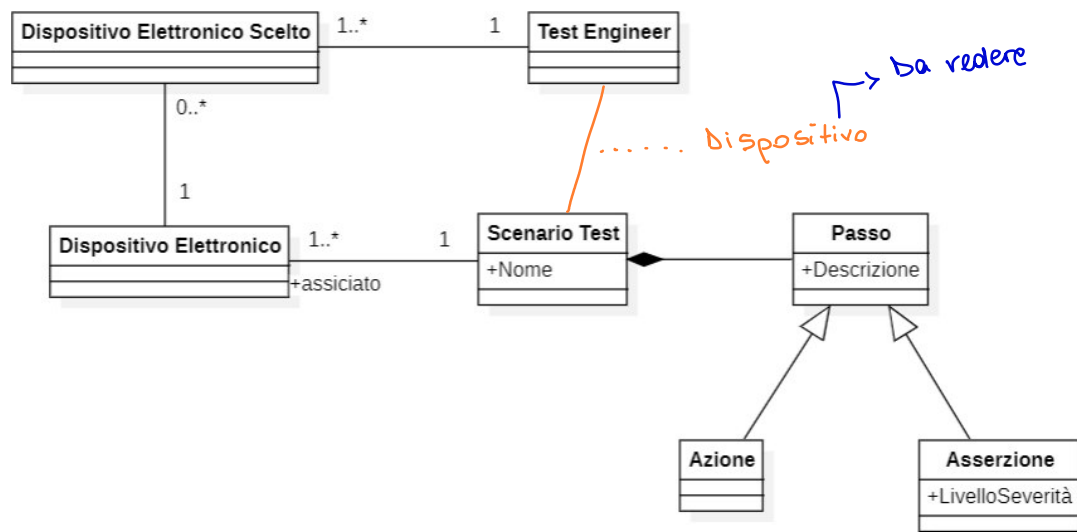 Dispositivo Elettronico Scelto
1..*
1
Test Engineer
Da vedere
0..*
...... Dispositivo
1
Dispositivo Elettronico
1..*
1
+assiciato
Scenario Test
+Nome
Passo
+Descrizione
Azione
Asserzione
+LivelloSeverità